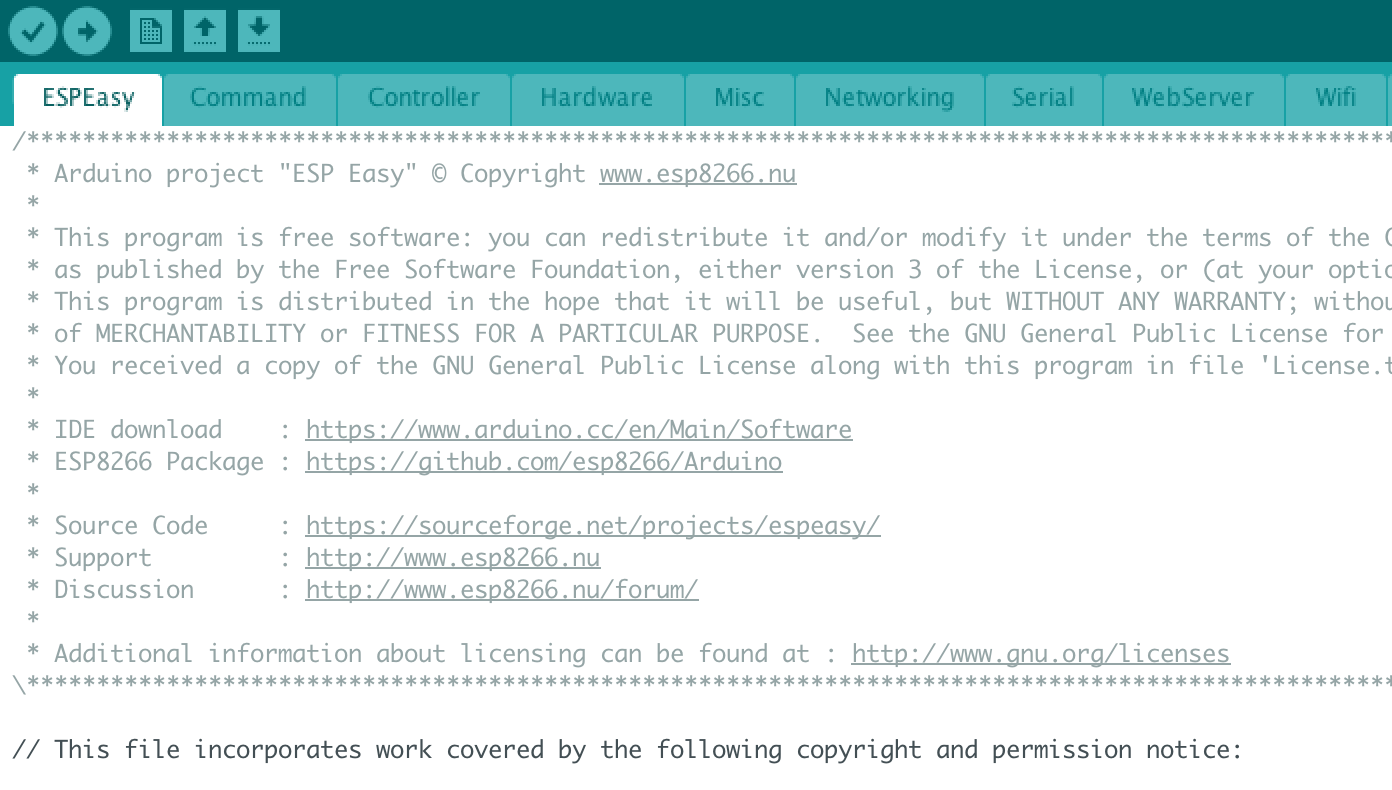 ESPEasy Command Controller Hardware Misc Networking Serial WebServer Wifi
/**************************************************************************************************
 * Arduino project "ESP Easy" © Copyright www.esp8266.nu
 *
 * This program is free software: you can redistribute it and/or modify it under the terms of the
 * as published by the Free Software Foundation, either version 3 of the License, or (at your
 * This program is distributed in the hope that it will be useful, but WITHOUT ANY WARRANTY;
 * of MERCHANTABILITY or FITNESS FOR A PARTICULAR PURPOSE.  See the GNU General Public License for
 * You received a copy of the GNU General Public License along with this program in file
 *
 * IDE download    : https://www.arduino.cc/en/Main/Software
 * ESP8266 Package : https://github.com/esp8266/Arduino
 *
 * Source Code     : https://sourceforge.net/projects/espeasy/
 * Support         : http://www.esp8266.nu
 * Discussion      : http://www.esp8266.nu/forum/
 *
 * Additional information about licensing can be found at : http://www.gnu.org/licenses
\**************************************************************************************************
// This file incorporates work covered by the following copyright and permission notice: